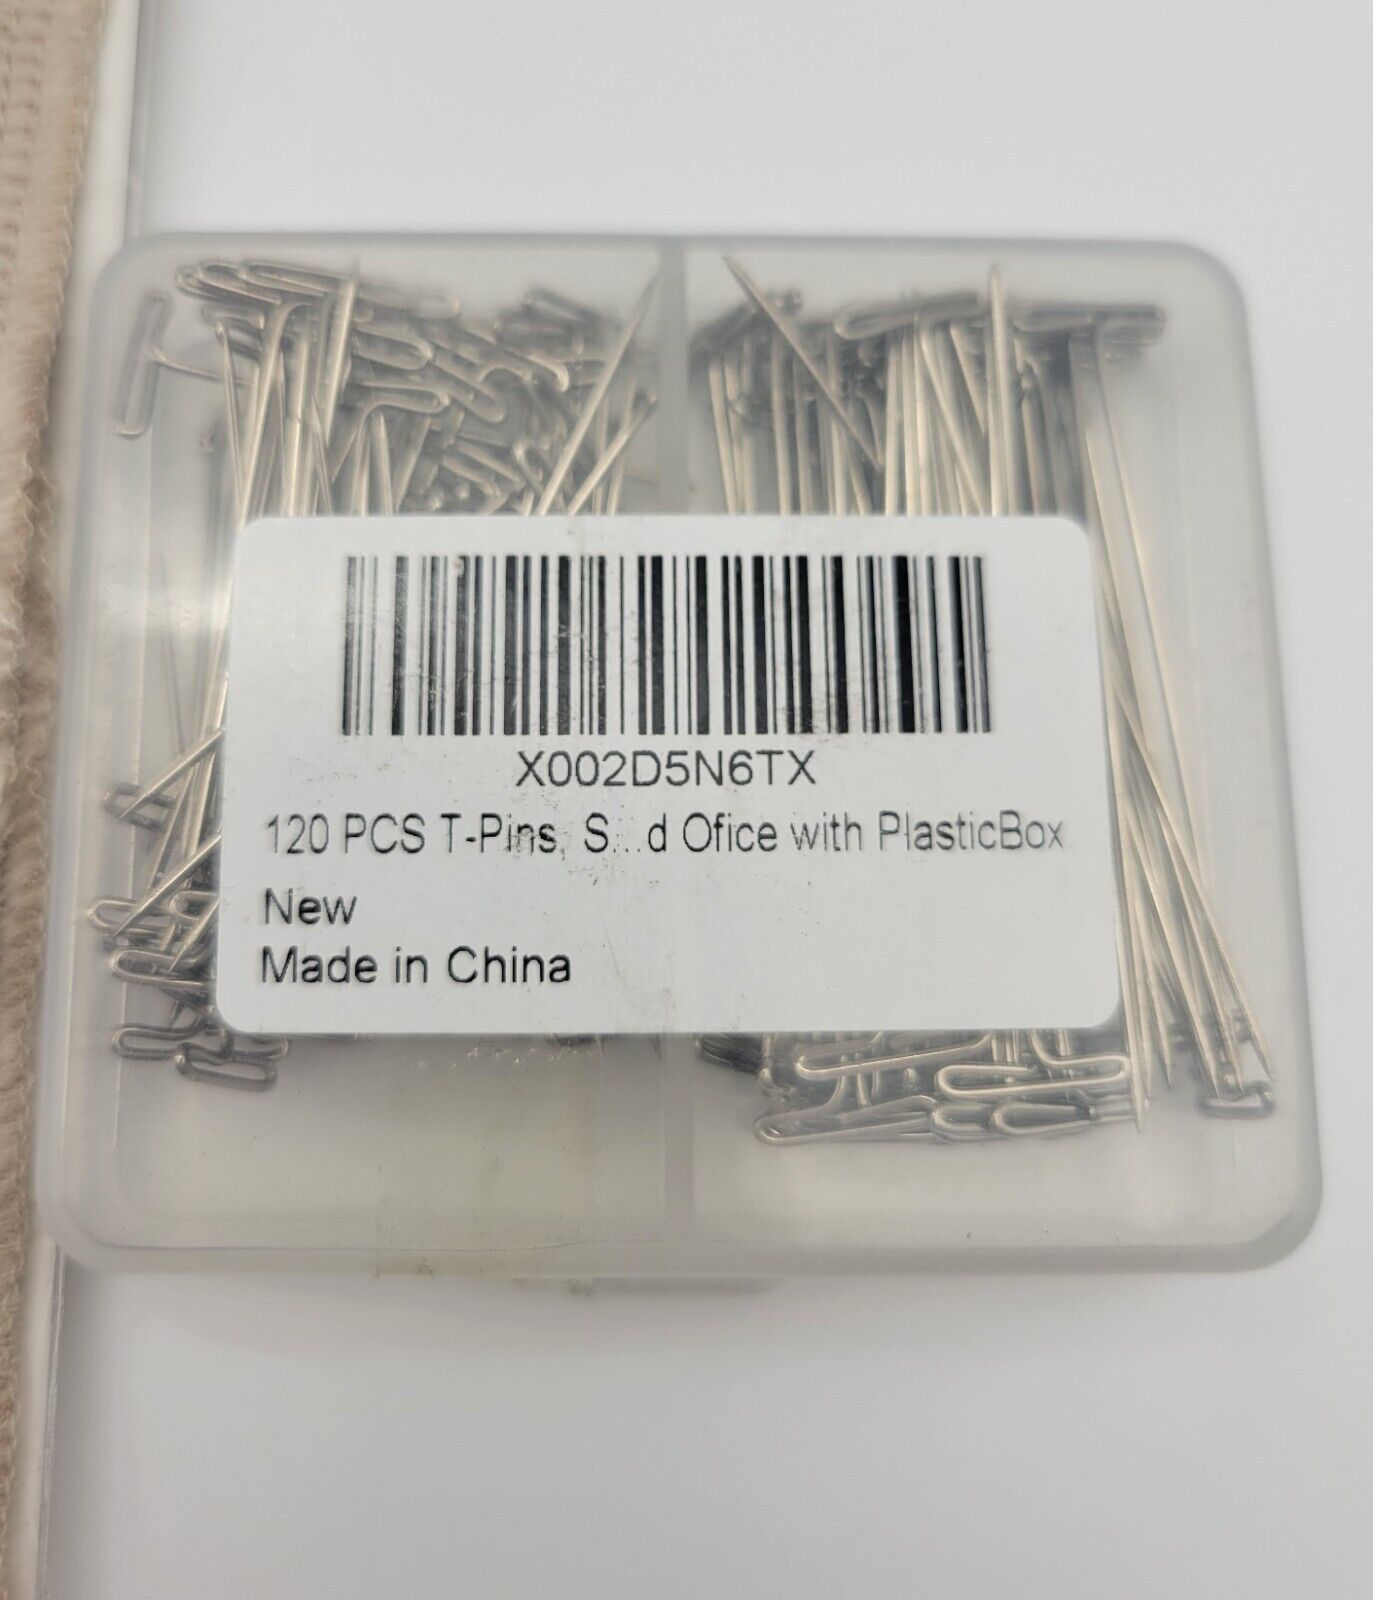 X002D5N6TX
120 PCS T-Pins, S...d Ofice with PlasticBox
New
Made in China